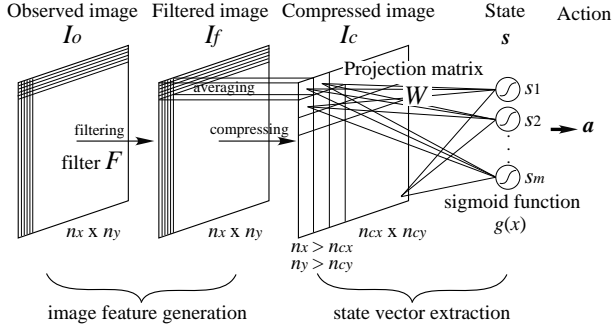 Observed image Filtered image Compressed image State Action
Io If Ic s
Projection matrix
averaging
W
s1
s2
filtering compressing
a
filter F
sm
sigmoid function
g(x)
nx x ny nx x ny ncx x ncy
nx > ncx
ny > ncy
image feature generation state vector extraction